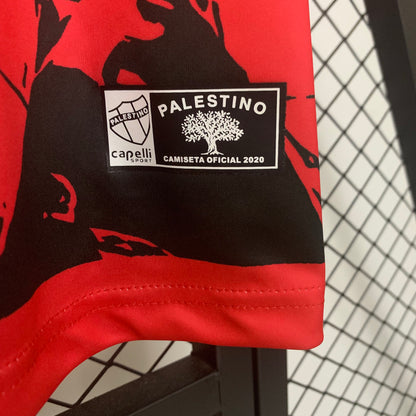 PALESTINO
capelli
SPORT
PALESTINO
CAMISETA OFICIAL 2020